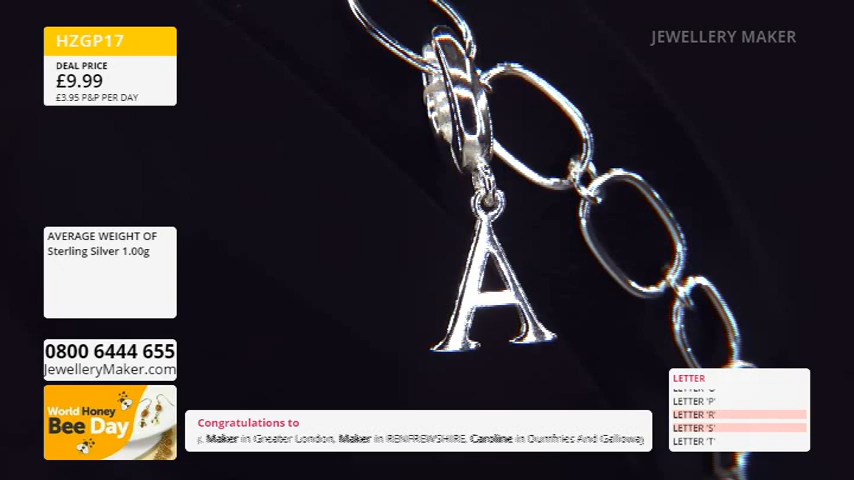 HZGP17
DEAL PRICE
£9.99
£3.95 P&P PER DAY
JEWELLERY MAKER
A
AVERAGE WEIGHT OF
Sterling Silver 1.00g
0800 6444 655
JewelleryMaker.com
World Honey
Bee Day
Congratulations to
Maker in Greater London, Maker in RENFREWSHIRE, Caroline in Dumfries And Galloway
LETTER
LETTER 'P'
LETTER 'R'
LETTER 'S'
LETTER 'T'